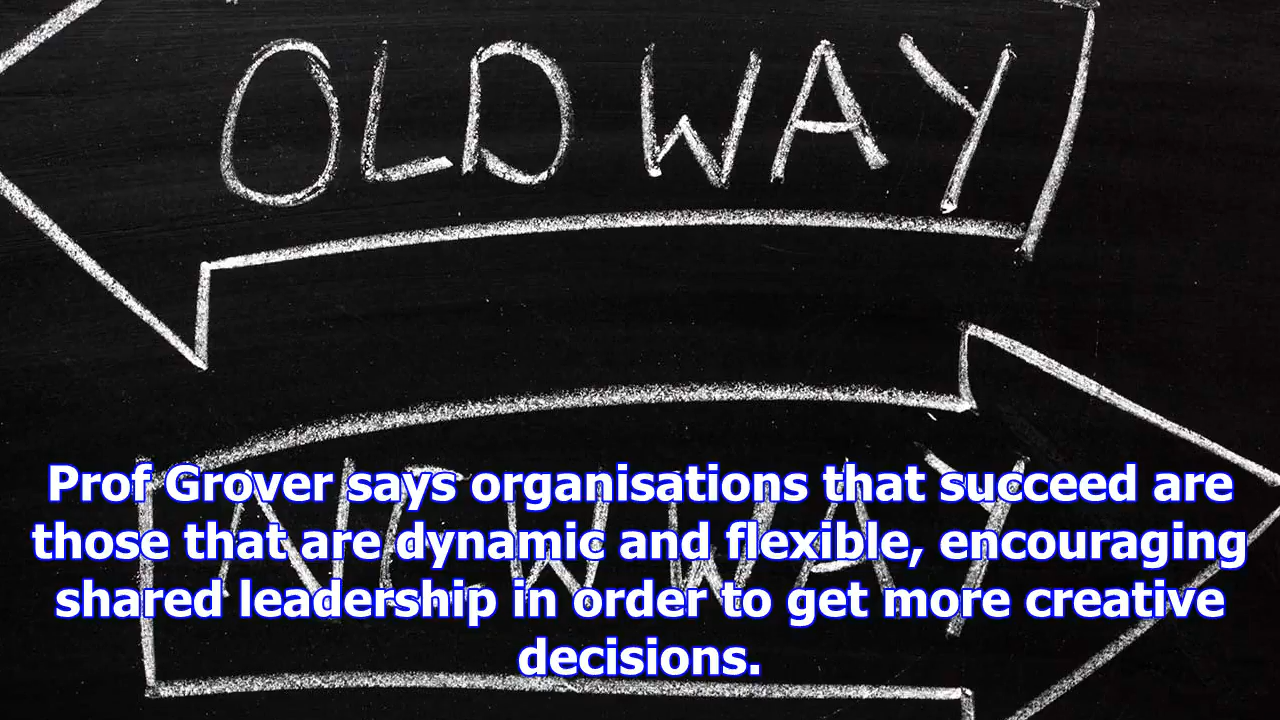 OLD WAY
NEW WAY
Prof Grover says organisations that succeed are
those that are dynamic and flexible, encouraging
shared leadership in order to get more creative
decisions.